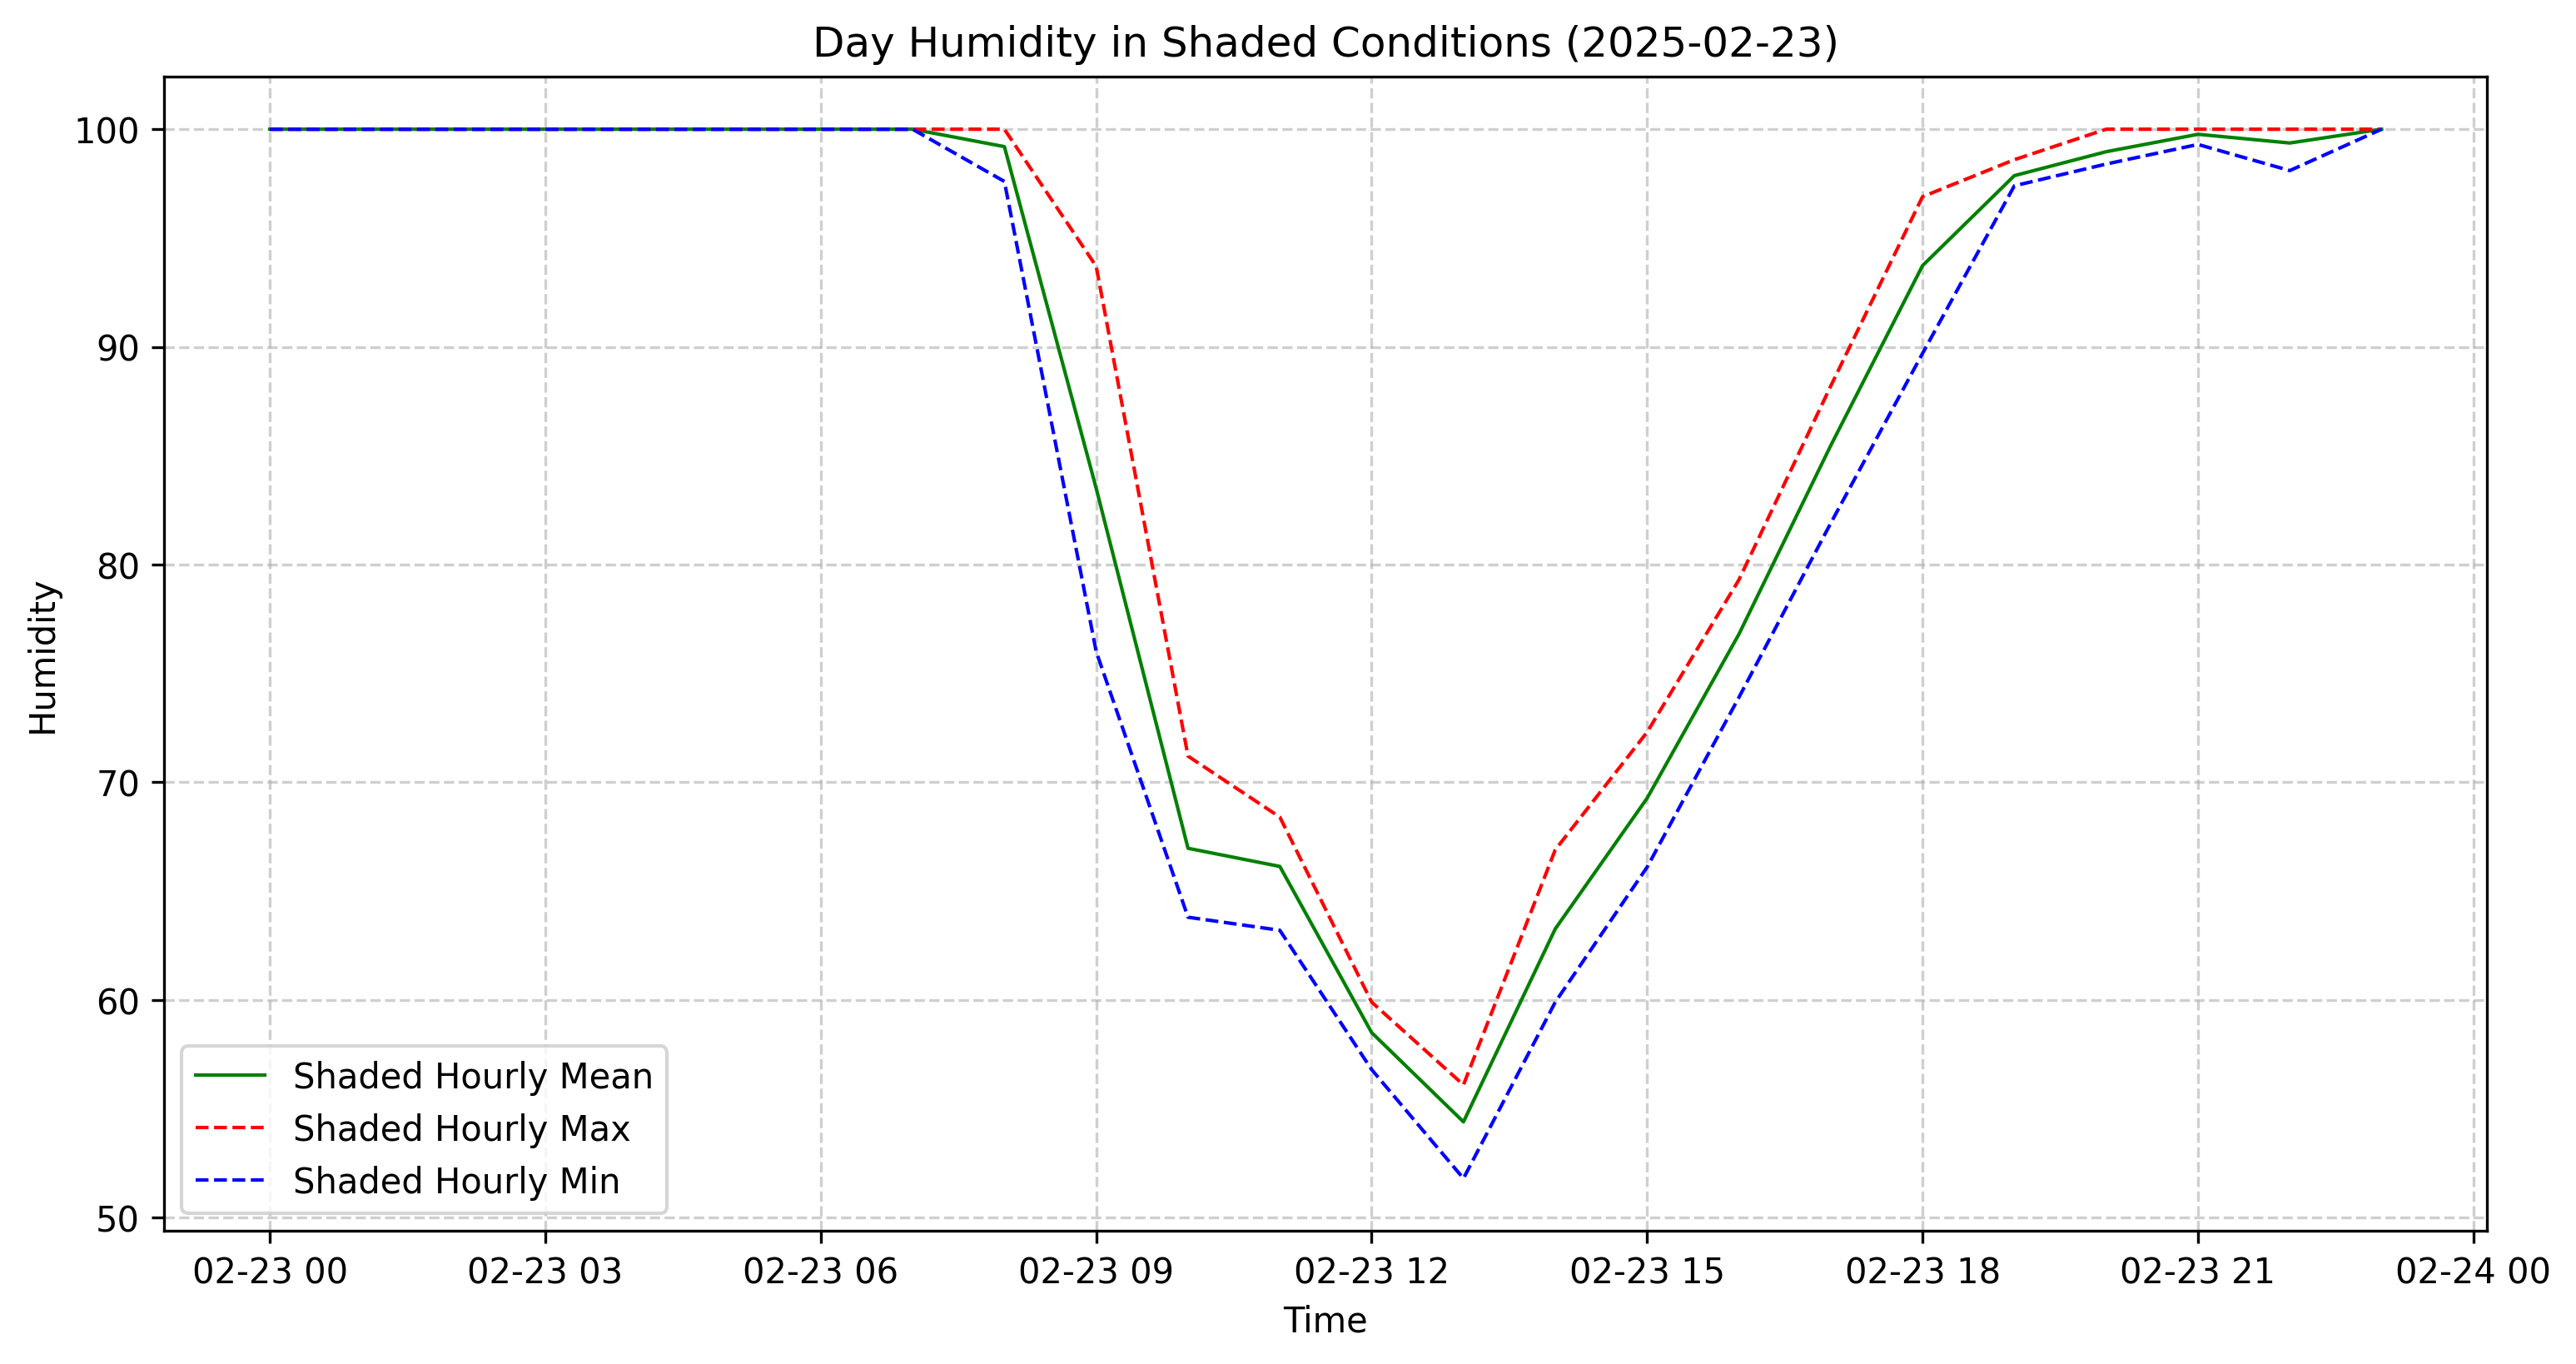 Day Humidity in Shaded Conditions (2025-02-23)
Humidity
100
90
80
70
60
50
Shaded Hourly Mean
Shaded Hourly Max
Shaded Hourly Min
02-23 00 02-23 03 02-23 06 02-23 09 02-23 12 02-23 15 02-23 18 02-23 21 02-24 00
Time